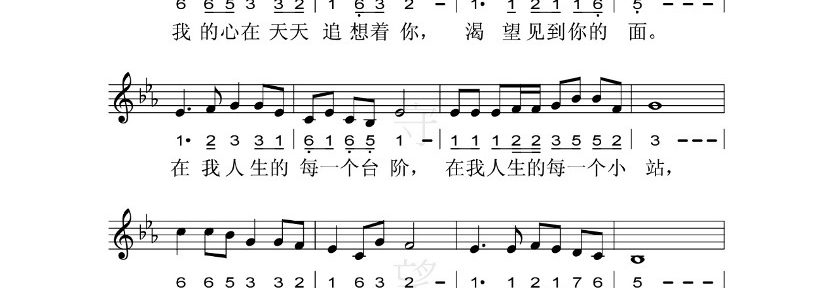 6 6 5 3 3 2 1 6 3 2 - 1· 1 2 1 1 6 5 - - -
我 的心在 天天 追 想着 你， 渴 望 见到你的 面。
1· 2 3 3 1 | 6 1 6 5 1 - | 1 1 1 2 2 3 5 5 2 | 3 - - -
在 我 人 生的 每一个台 阶， 在我人生的每一个小 站，
守
望
6 6 5 3 3 2 | 1 6 3 2 - | 1· 1 2 1 7 6 | 5 - - -